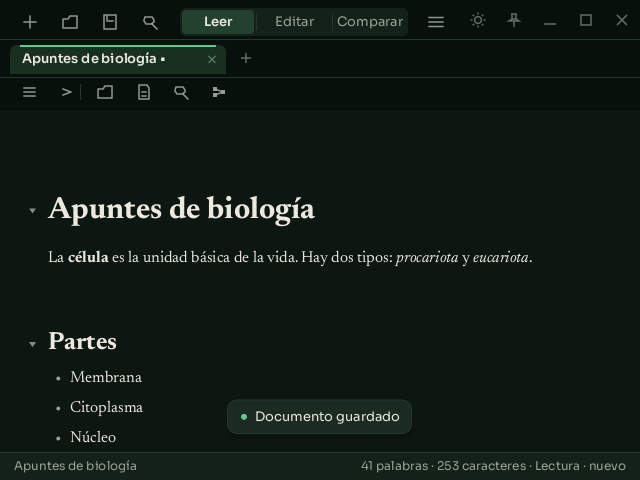 Leer Editar Comparar
Apuntes de biología •
Apuntes de biología
La célula es la unidad básica de la vida. Hay dos tipos: procariota y eucariota.
Partes
• Membrana
• Citoplasma
• Núcleo
Documento guardado
Apuntes de biología 41 palabras · 253 caracteres · Lectura · nuevo